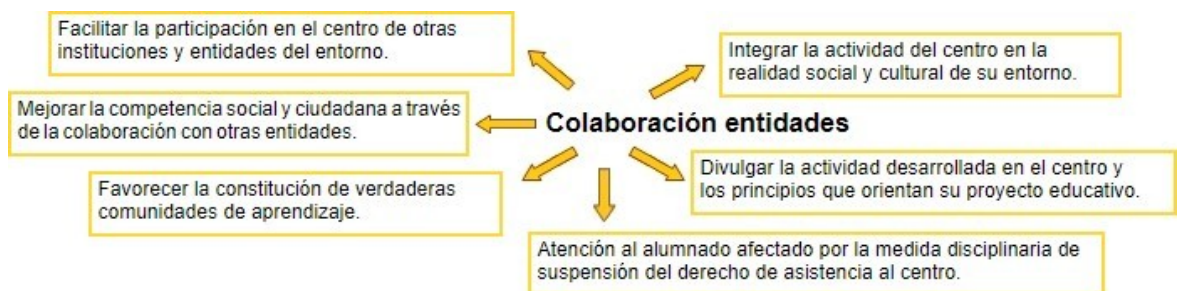 Facilitar la participación en el centro de otras
instituciones y entidades del entorno.
Integrar la actividad del centro en la
realidad social y cultural de su entorno.
Mejorar la competencia social y ciudadana a través
de la colaboración con otras entidades.
Colaboración entidades
Favorecer la constitución de verdaderas
comunidades de aprendizaje.
Divulgar la actividad desarrollada en el centro y
los principios que orientan su proyecto educativo.
Atención al alumnado afectado por la medida disciplinaria de
suspensión del derecho de asistencia al centro.